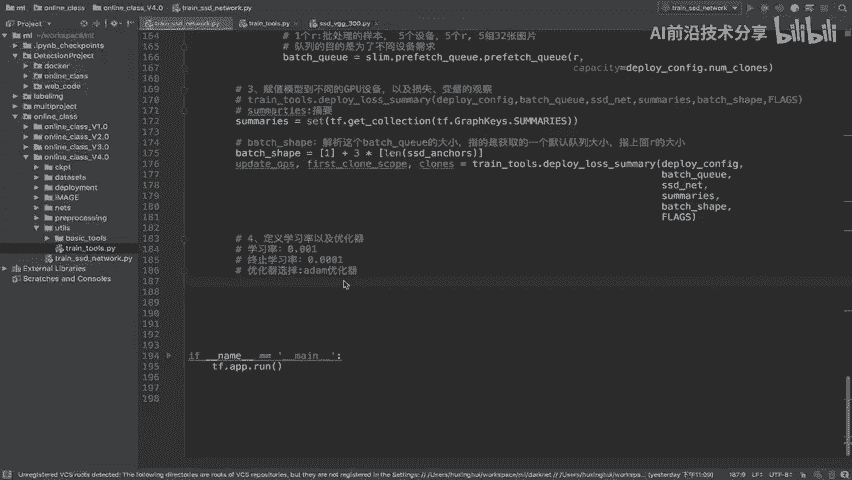 ml
online_class
online_class_V4.0
train_ssd_network.py
train_ssd_network
Project
train_ssd_network.py
train_tools.py
ssd_vgg_300.py
AI前沿技术分享
bilibili
ml ~/workspace/ml
.ipynb_checkpoints
DetectionProject
docker
online_class
web_code
labelimg
multiproject
online_class
online_class_V1.0
online_class_V2.0
online_class_V3.0
online_class_V4.0
ckpt
datasets
deployment
IMAGE
nets
preprocessing
utils
basic_tools
train_tools.py
train_ssd_network.py
External Libraries
Scratches and Consoles
164 # 1个r:批处理的样本, 5个设备,5个r, 5组32张图片
165 # 队列的目的是为了不同设备需求
166 batch_queue = slim.prefetch_queue.prefetch_queue(r,
167 capacity=deploy_config.num_clones)
168
169 # 3、赋值模型到不同的GPU设备,以及损失、变量的观察
170 # train_tools.deploy_loss_summary(deploy_config,batch_queue,ssd_net,summaries,batch_shape,FLAGS)
171 # summarties:摘要
172 summaries = set(tf.get_collection(tf.GraphKeys.SUMMARIES))
173
174 # batch_shape: 解析这个batch_queue的大小,指的是获取的一个默认队列大小,指上面r的大小
175 batch_shape = [1] + 3 * [len(ssd_anchors)]
176 update_ops, first_clone_scope, clones = train_tools.deploy_loss_summary(deploy_config,
177 batch_queue,
178 ssd_net,
179 summaries,
180 batch_shape,
181 FLAGS)
182
183 # 4、定义学习率以及优化器
184 # 学习率:0.001
185 # 终止学习率:0.0001
186 # 优化器选择:adam优化器
187
188
189
190
191
192
193
194 if __name__ == '__main__':
195 tf.app.run()
196
197
198
Unregistered VCS roots detected: The following directories are roots of VCS repositories, but they are not registered in the Settings: // /Users/huxinghui/workspace/ml/darknet // /Users/huxinghui/workspa... (yesterday 下午11:09)
187:9
LF
UTF-8